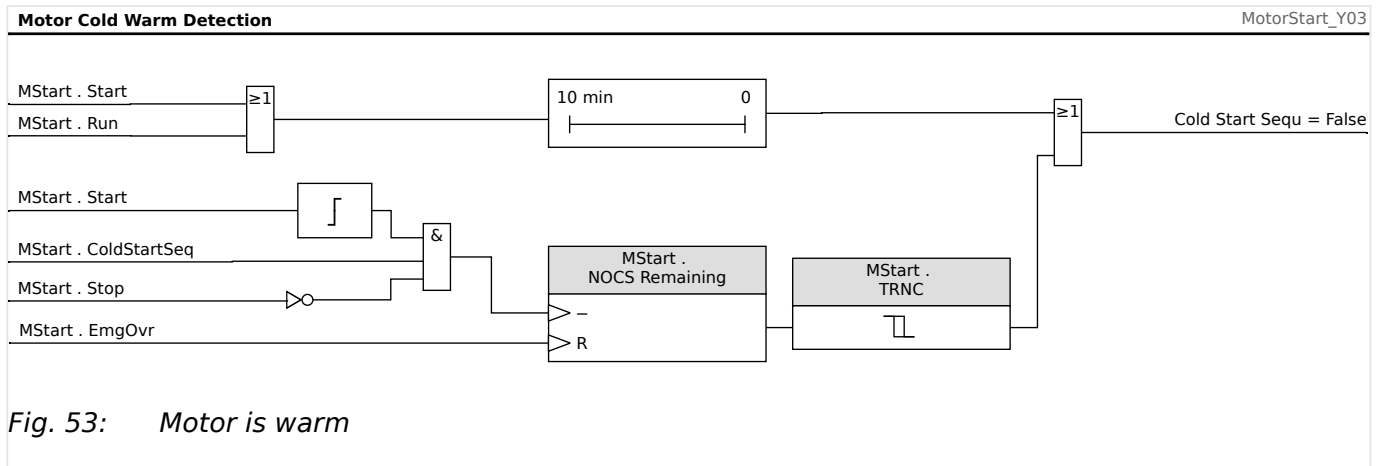 Motor Cold Warm Detection
MotorStart_Y03
MStart . Start
≥1
MStart . Run
10 min 0
≥1
Cold Start Sequ = False
MStart . Start
MStart . ColdStartSeq
&
MStart . Stop
MStart . EmgOvr
MStart .
NOCS Remaining
−
R
MStart .
TRNC
Fig. 53: Motor is warm